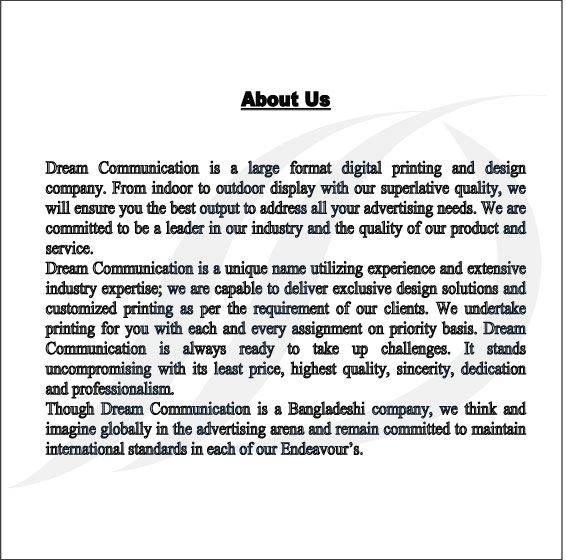 About Us
Dream Communication is a large format digital printing and design
company. From indoor to outdoor display with our superlative quality, we
will ensure you the best output to address all your advertising needs. We are
committed to be a leader in our industry and the quality of our product and
service.
Dream Communication is a unique name utilizing experience and extensive
industry expertise; we are capable to deliver exclusive design solutions and
customized printing as per the requirement of our clients. We undertake
printing for you with each and every assignment on priority basis. Dream
Communication is always ready to take up challenges. It stands
uncompromising with its least price, highest quality, sincerity, dedication
and professionalism.
Though Dream Communication is a Bangladeshi company, we think and
imagine globally in the advertising arena and remain committed to maintain
international standards in each of our Endeavour's.